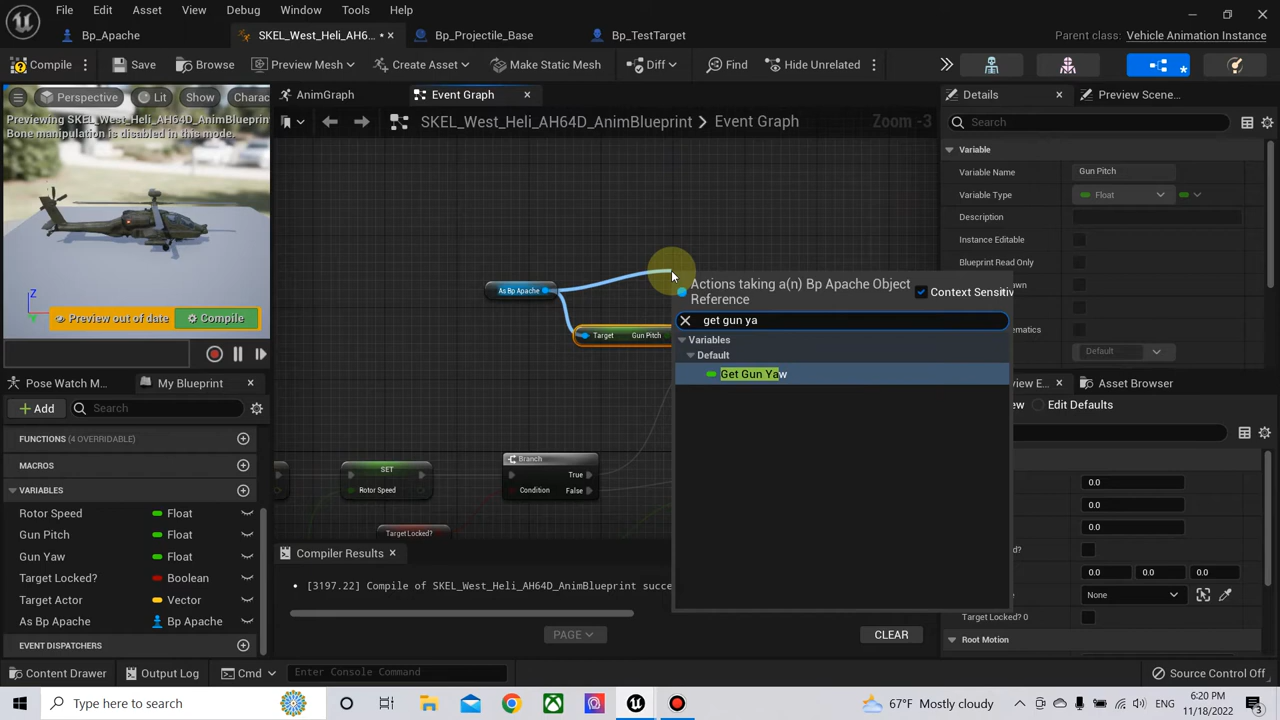 File Edit Asset View Debug Window Tools Help
Bp_Apache SKEL_West_Heli_AH6 • Bp_Projectile_Base Bp_TestTarget Parent class: Vehicle Animation Instance
Compile Save Browse Preview Mesh Create Asset Make Static Mesh Diff Find Hide Unrelated
Perspective Lit Show Charac
Previewing SKEL_West_Heli_AH64D_AnimBlueprint
Bone manipulation is disabled in this mode.
AnimGraph Event Graph
SKEL_West_Heli_AH64D_AnimBlueprint > Event Graph Zoom -3
Z
Preview out of date Compile
Pose Watch M... My Blueprint
Add Search
FUNCTIONS (4 OVERRIDABLE)
MACROS
VARIABLES
Rotor Speed Float
Gun Pitch Float
Gun Yaw Float
Target Locked? Boolean
Target Actor Vector
As Bp Apache Bp Apache
EVENT DISPATCHERS
As Bp Apache
Target Gun Pitch
SET
Rotor Speed
Branch
True
Condition False
Target Locked?
Actions taking a(n) Bp Apache Object
Reference
Context Sensitiv
get gun ya
Variables
Default
Get Gun Yaw
Compiler Results
• [3197.22] Compile of SKEL_West_Heli_AH64D_AnimBlueprint succe
PAGE CLEAR
Details Preview Scene...
Search
Variable
Variable Name Gun Pitch
Variable Type Float
Description
Instance Editable
Blueprint Read Only
Default
Asset Browser
Edit Defaults
0.0
0.0
0.0
0.0 0.0 0.0
None
Target Locked? 0
Root Motion
Content Drawer Output Log Cmd Enter Console Command Source Control Off
Type here to search 67°F Mostly cloudy 6:20 PM
11/18/2022
3